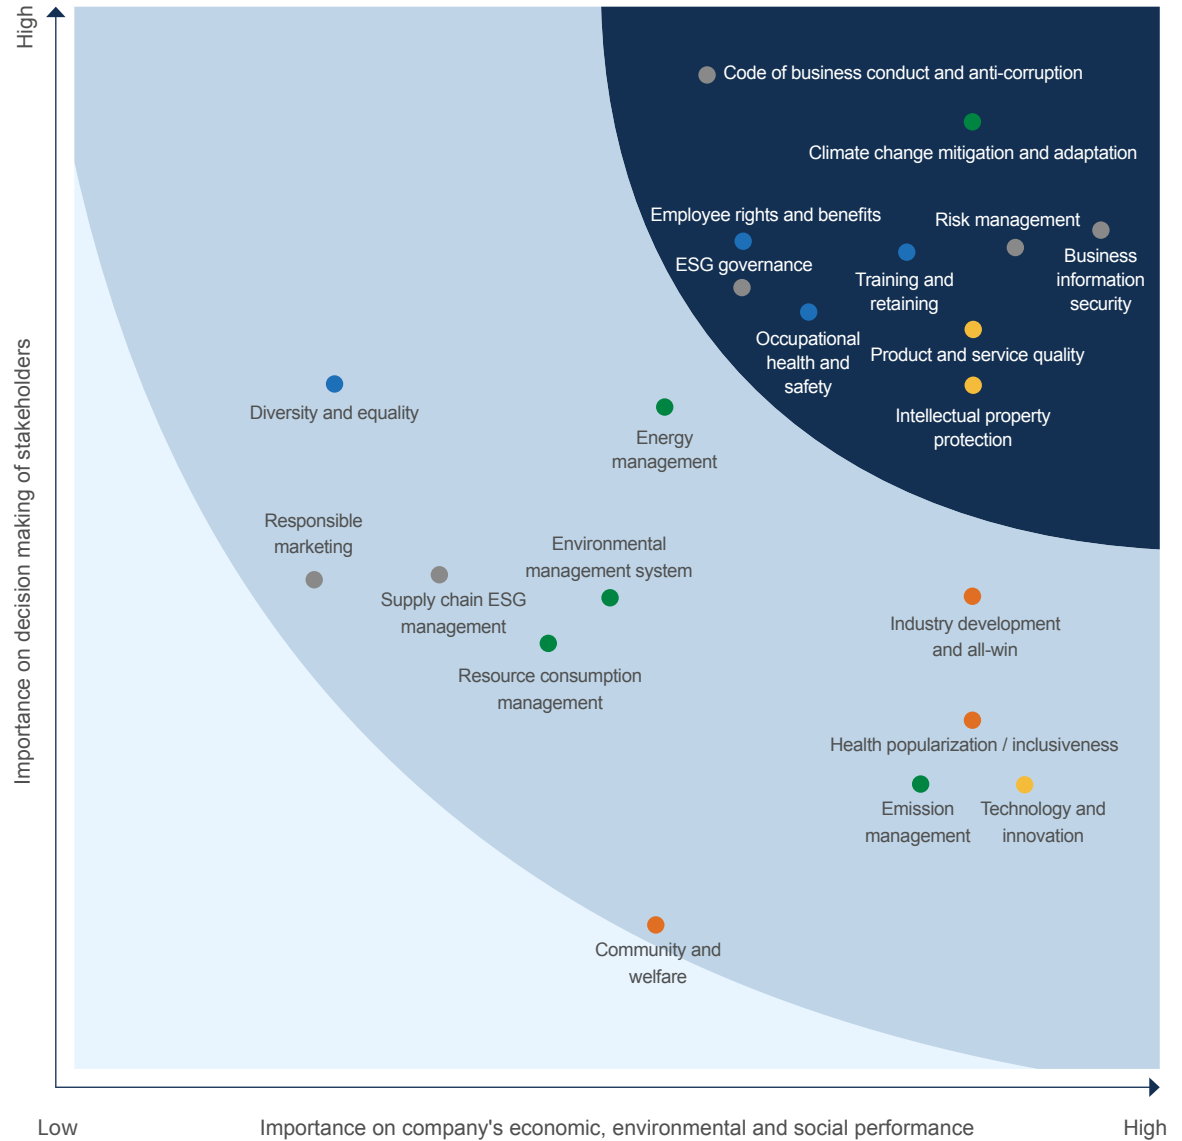 High
Code of business conduct and anti-corruption
Climate change mitigation and adaptation
Employee rights and benefits
Risk management
ESG governance
Business
information
security
Training and
retaining
Occupational
health and
safety
Product and service quality
Intellectual property
protection
Diversity and equality
Energy
management
Responsible
marketing
Environmental
management system
Supply chain ESG
management
Resource consumption
management
Industry development
and all-win
Health popularization / inclusiveness
Emission
management
Technology and
innovation
Community and
welfare
Importance on decision making of stakeholders
Low
Importance on company's economic, environmental and social performance
High